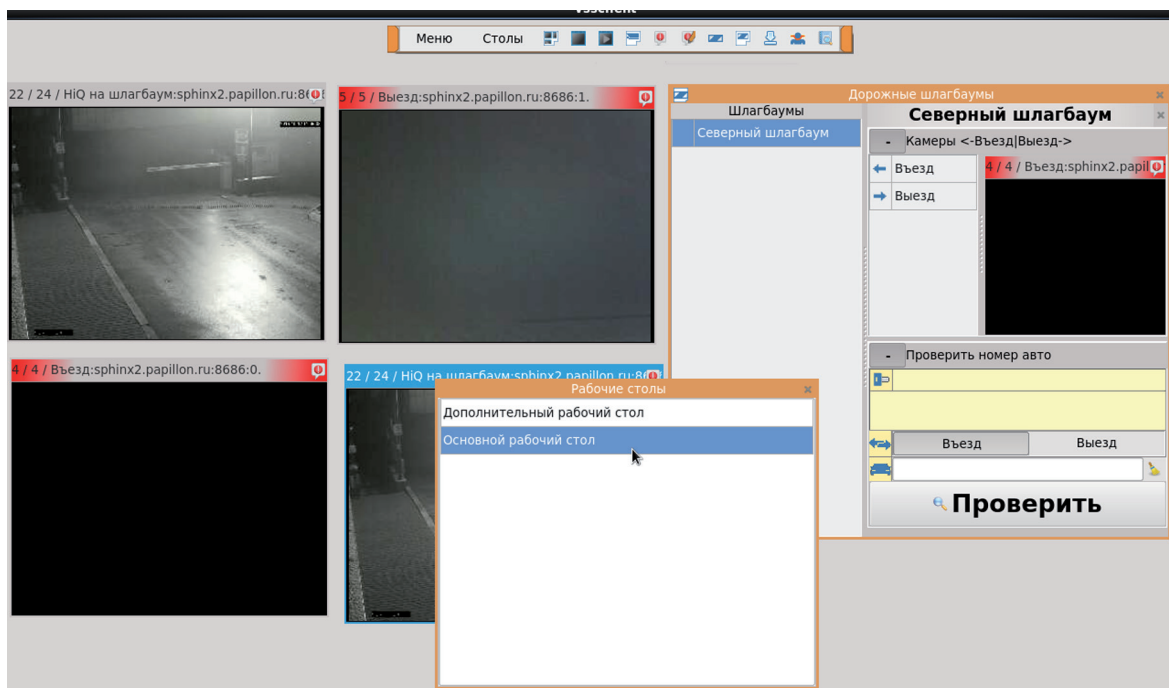 vssclient
Меню Столы
22 / 24 / HiQ на шлагбаум:sphinx2.papillon.ru:8
5 / 5 / Выезд:sphinx2.papillon.ru:8686:1.
4 / 4 / Въезд:sphinx2.papillon.ru:8686:0.
22 / 24 / HiQ на шлагбаум:sphinx2.papillon.ru:8
Дорожные шлагбаумы
Шлагбаумы
Северный шлагбаум
Северный шлагбаум
- Камеры <-Въезд|Выезд->
Въезд
Выезд
4 / 4 / Въезд:sphinx2.papil
- Проверить номер авто
Въезд Выезд
Проверить
Рабочие столы
Дополнительный рабочий стол
Основной рабочий стол